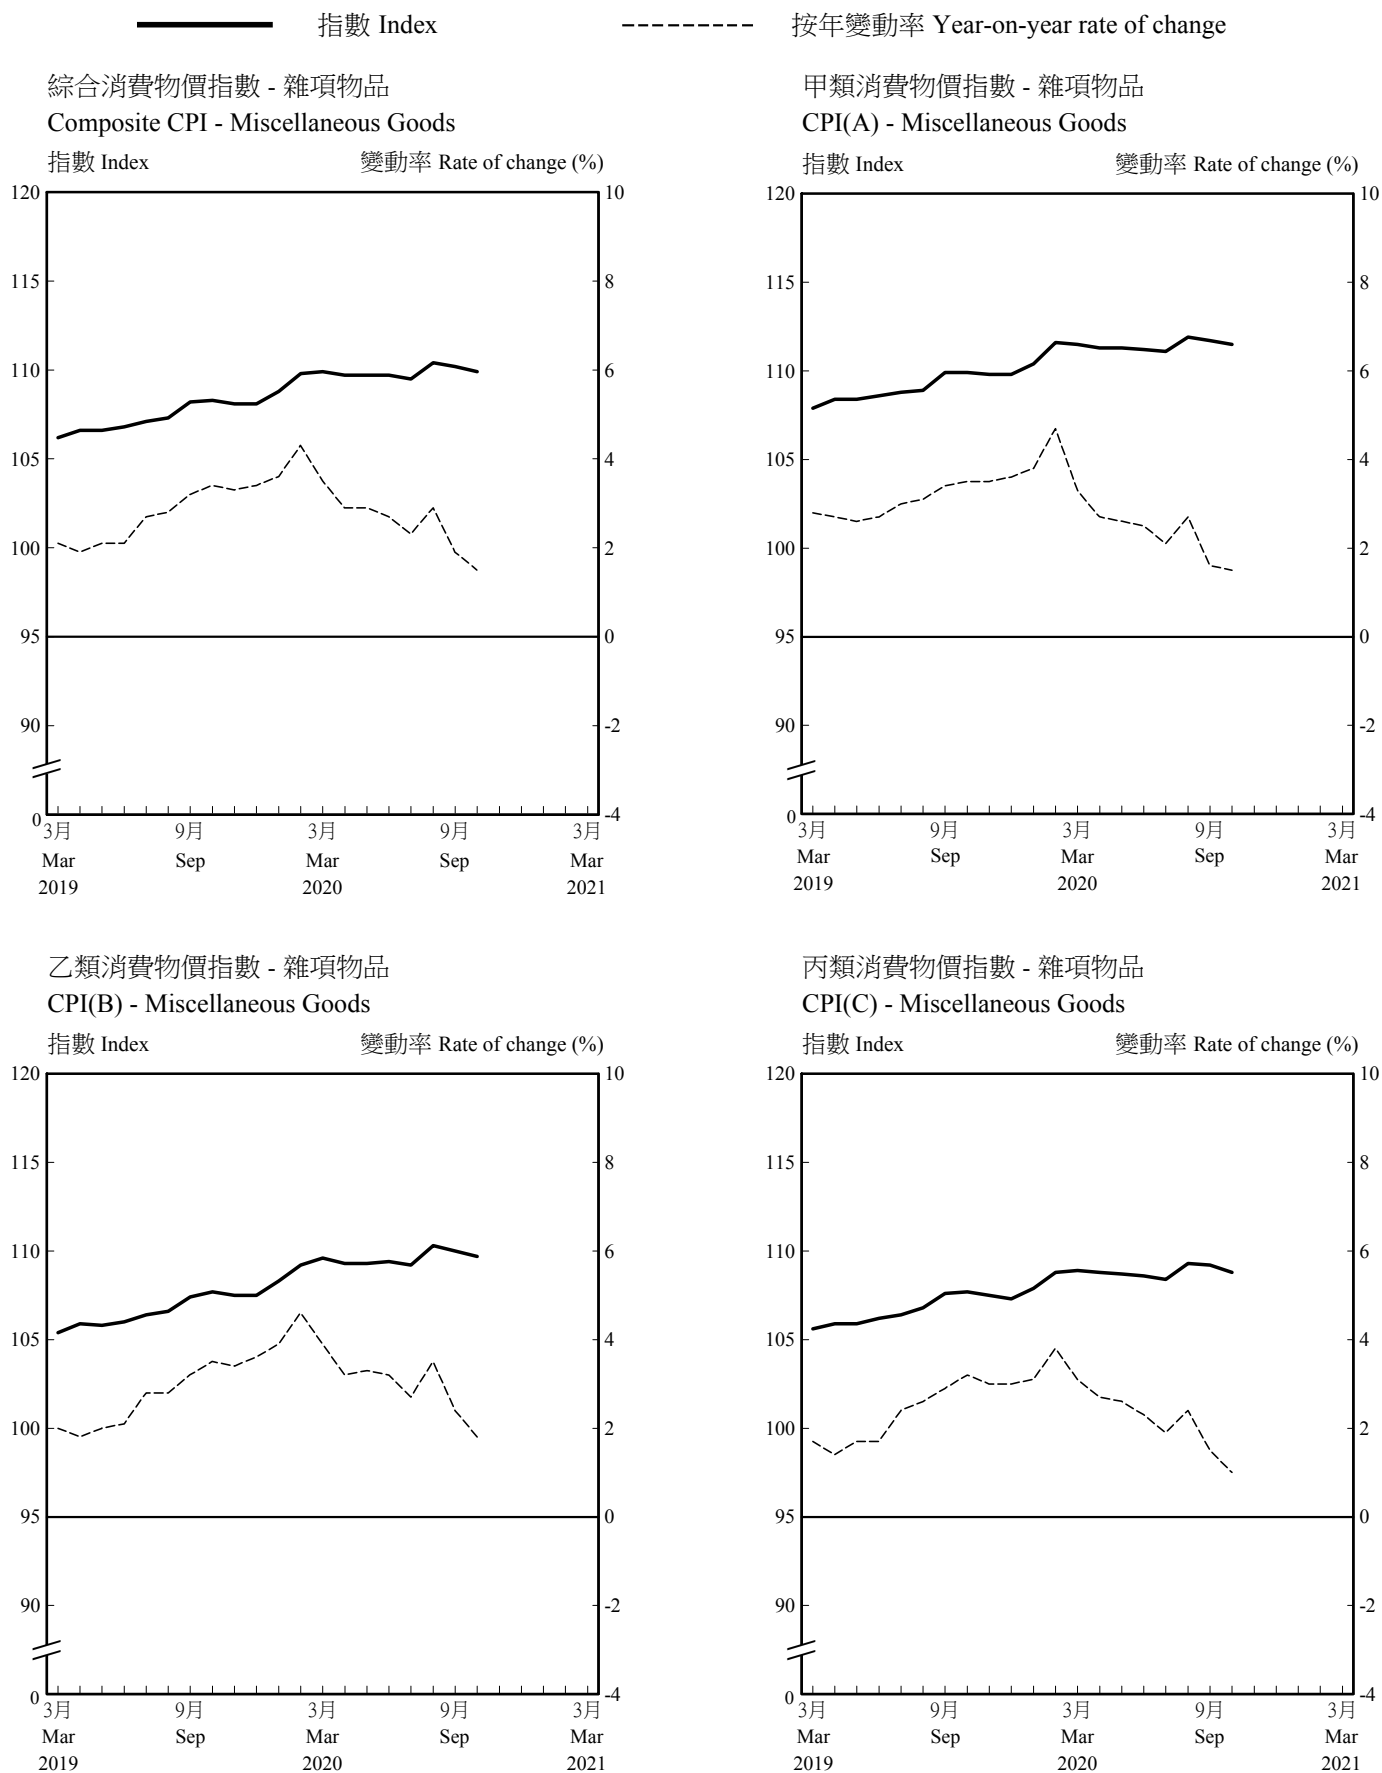 指數 Index 按年變動率 Year-on-year rate of change
綜合消費物價指數 - 雜項物品
Composite CPI - Miscellaneous Goods
指數 Index 變動率 Rate of change (%)
120 10
115 8
110 6
105 4
100 2
95 0
90 -2
0 -4
3月 9月 3月 9月 3月
Mar Sep Mar Sep Mar
2019 2020 2021
甲類消費物價指數 - 雜項物品
CPI(A) - Miscellaneous Goods
指數 Index 變動率 Rate of change (%)
120 10
115 8
110 6
105 4
100 2
95 0
90 -2
0 -4
3月 9月 3月 9月 3月
Mar Sep Mar Sep Mar
2019 2020 2021
乙類消費物價指數 - 雜項物品
CPI(B) - Miscellaneous Goods
指數 Index 變動率 Rate of change (%)
120 10
115 8
110 6
105 4
100 2
95 0
90 -2
0 -4
3月 9月 3月 9月 3月
Mar Sep Mar Sep Mar
2019 2020 2021
丙類消費物價指數 - 雜項物品
CPI(C) - Miscellaneous Goods
指數 Index 變動率 Rate of change (%)
120 10
115 8
110 6
105 4
100 2
95 0
90 -2
0 -4
3月 9月 3月 9月 3月
Mar Sep Mar Sep Mar
2019 2020 2021